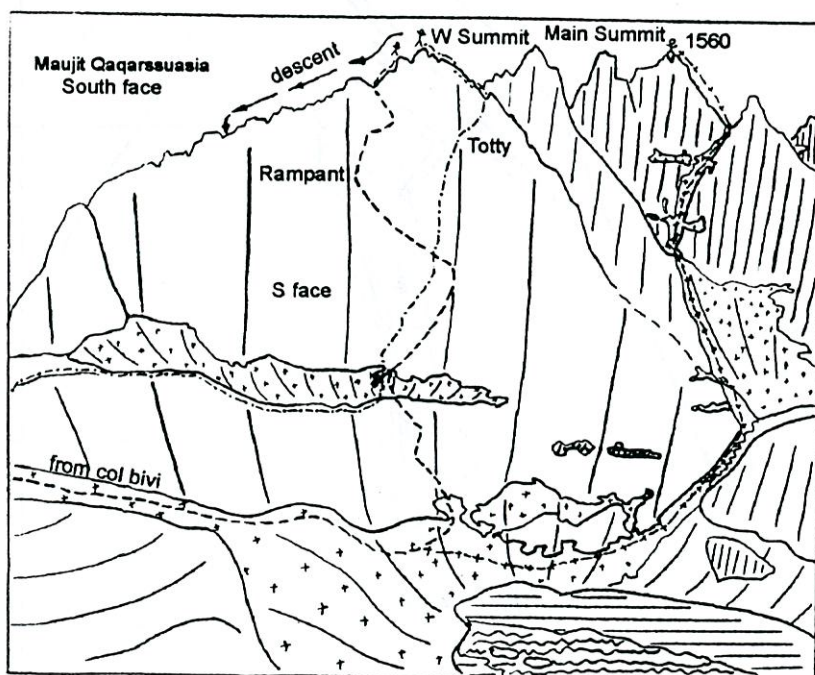 W Summit
Main Summit
1560
Maujit Qaqarssuasia
South face
descent
Totty
Rampant
S face
from col bivi